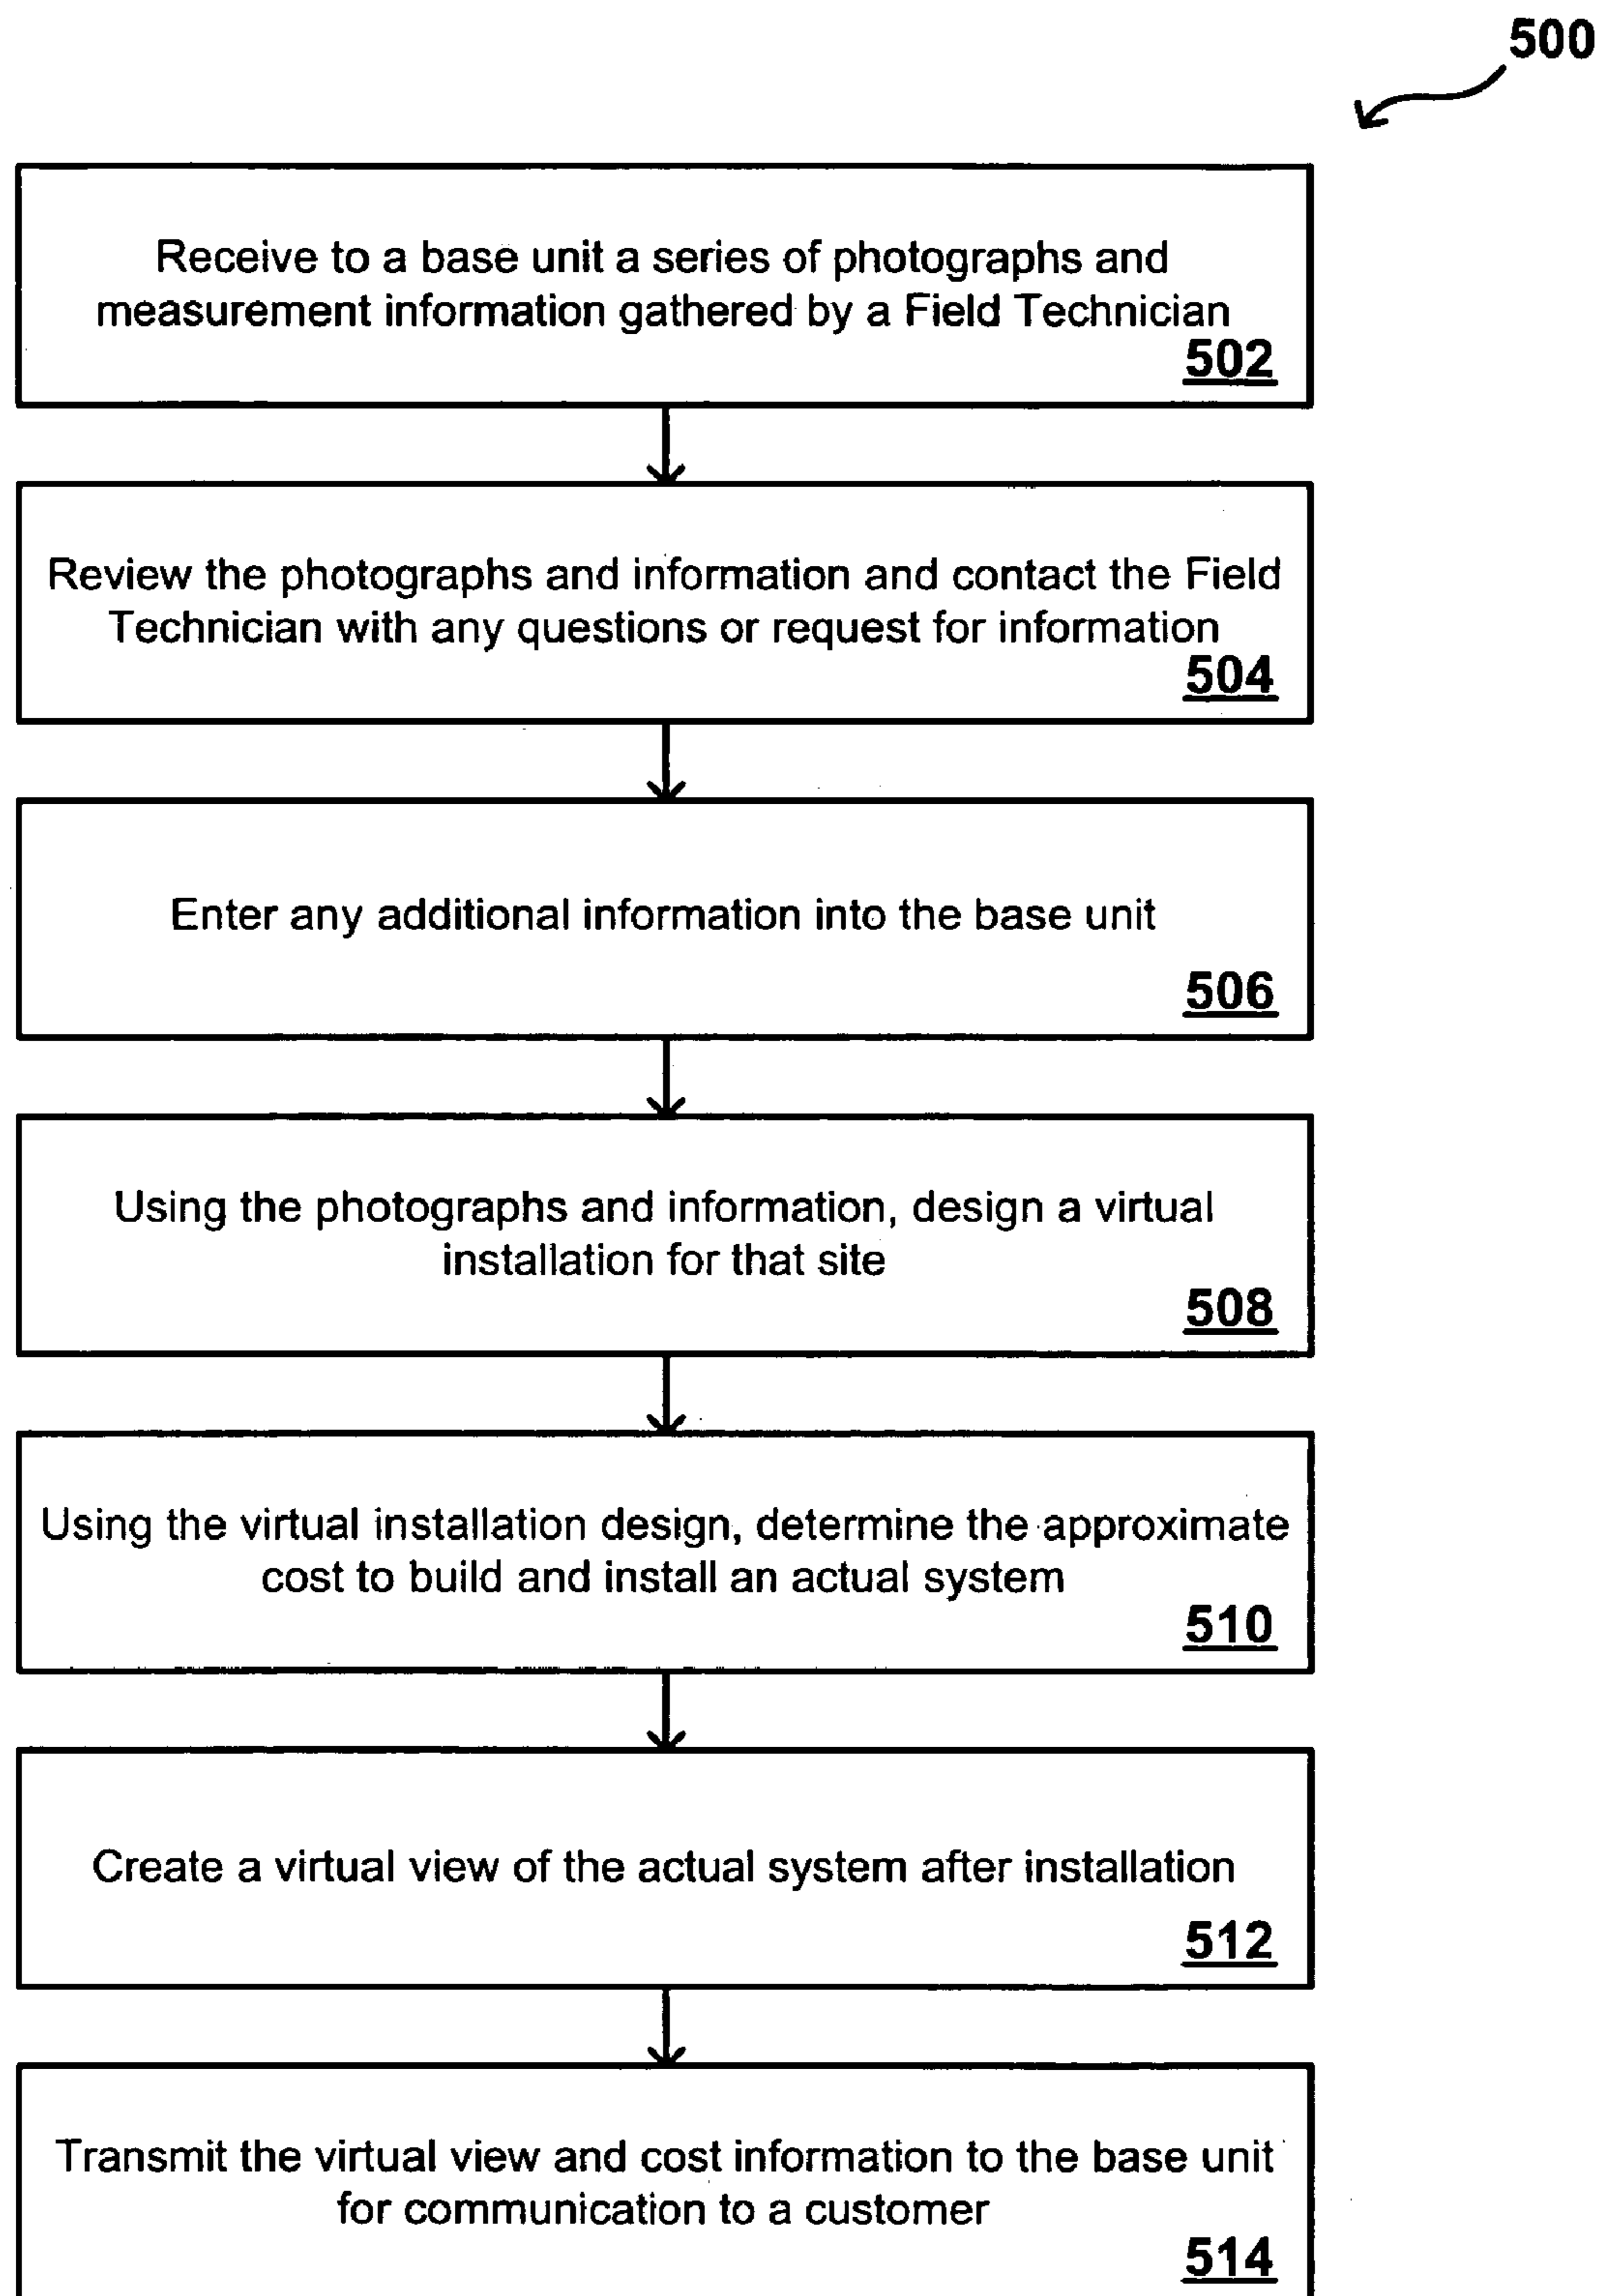 500
Receive to a base unit a series of photographs and
measurement information gathered by a Field Technician
502
Review the photographs and information and contact the Field
Technician with any questions or request for information
504
Enter any additional information into the base unit
506
Using the photographs and information, design a virtual
installation for that site
508
Using the virtual installation design, determine the approximate
cost to build and install an actual system
510
Create a virtual view of the actual system after installation
512
Transmit the virtual view and cost information to the base unit
for communication to a customer
514